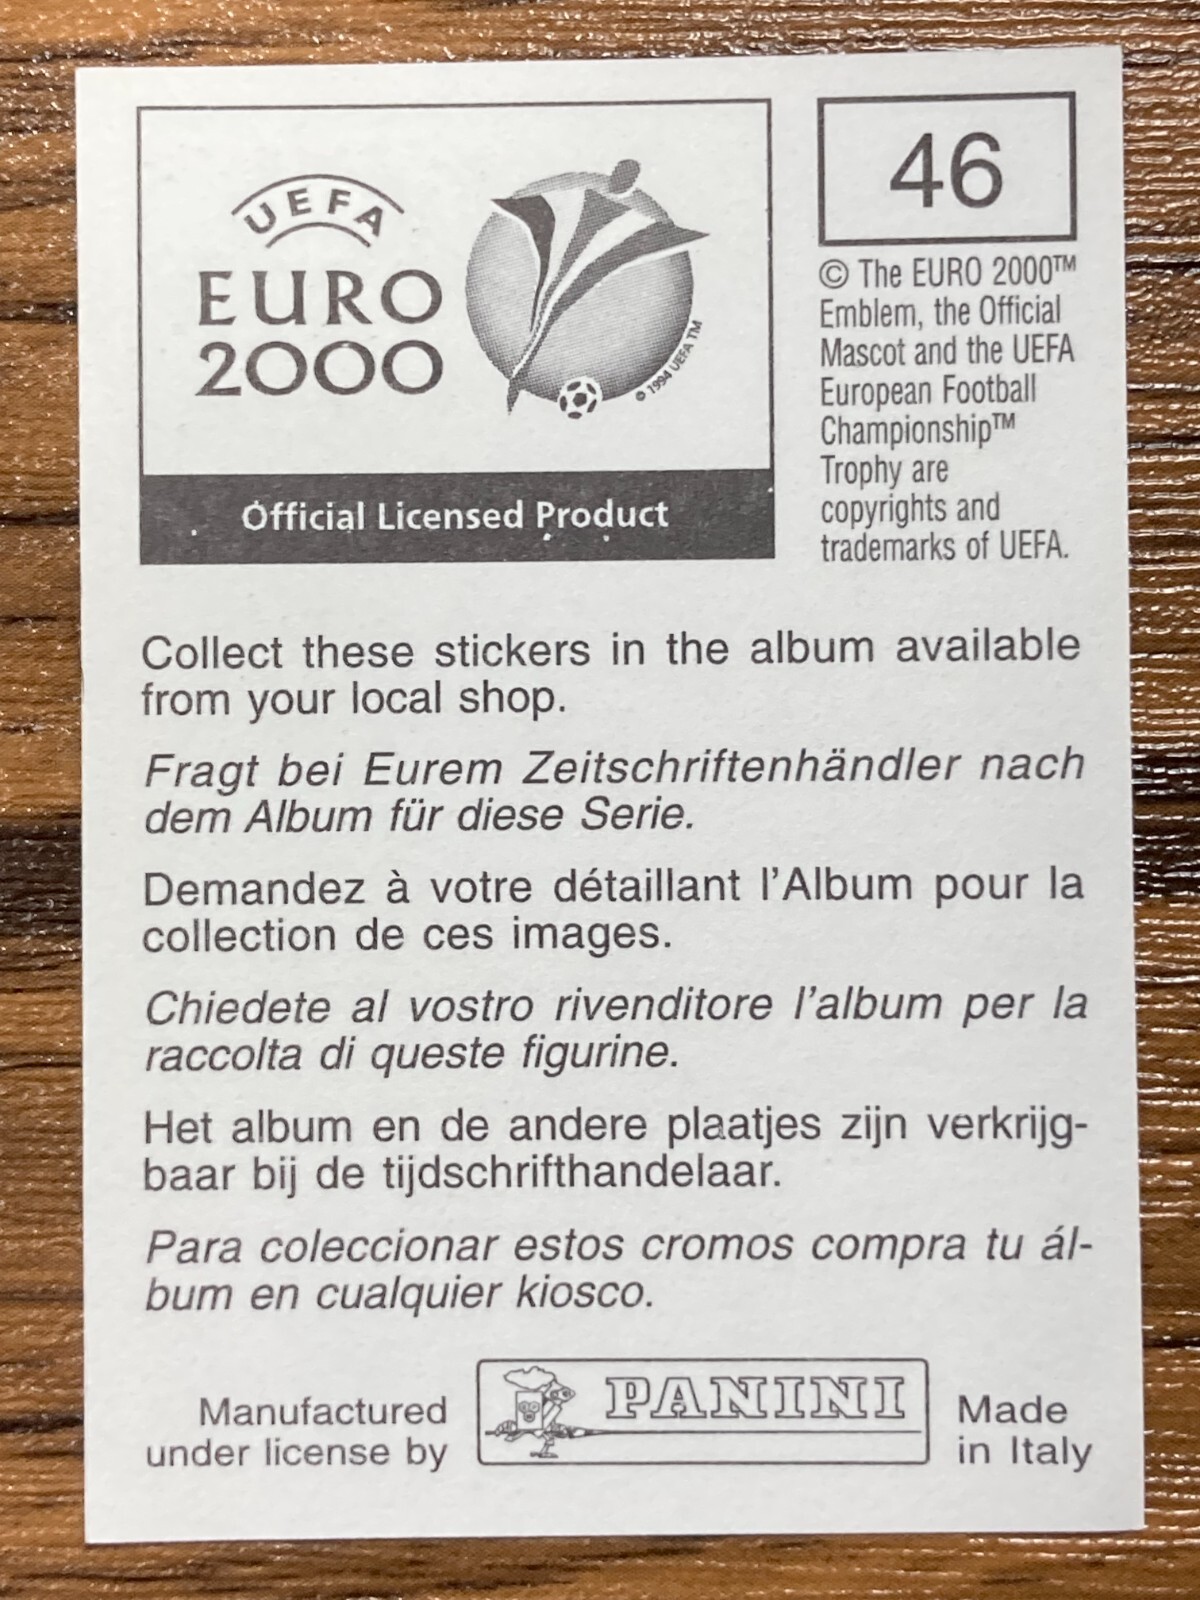 UEFA
EURO
2000
© 1994 UEFA TM
Official Licensed Product
46
© The EURO 2000™
Emblem, the Official
Mascot and the UEFA
European Football
Championship™
Trophy are
copyrights and
trademarks of UEFA.
Collect these stickers in the album available
from your local shop.
Fragt bei Eurem Zeitschriftenhändler nach
dem Album für diese Serie.
Demandez à votre détaillant l'Album pour la
collection de ces images.
Chiedete al vostro rivenditore l'album per la
raccolta di queste figurine.
Het album en de andere plaatjes zijn verkrijg-
baar bij de tijdschrifthandelaar.
Para coleccionar estos cromos compra tu ál-
bum en cualquier kiosco.
Manufactured
under license by
PANINI
Made
in Italy